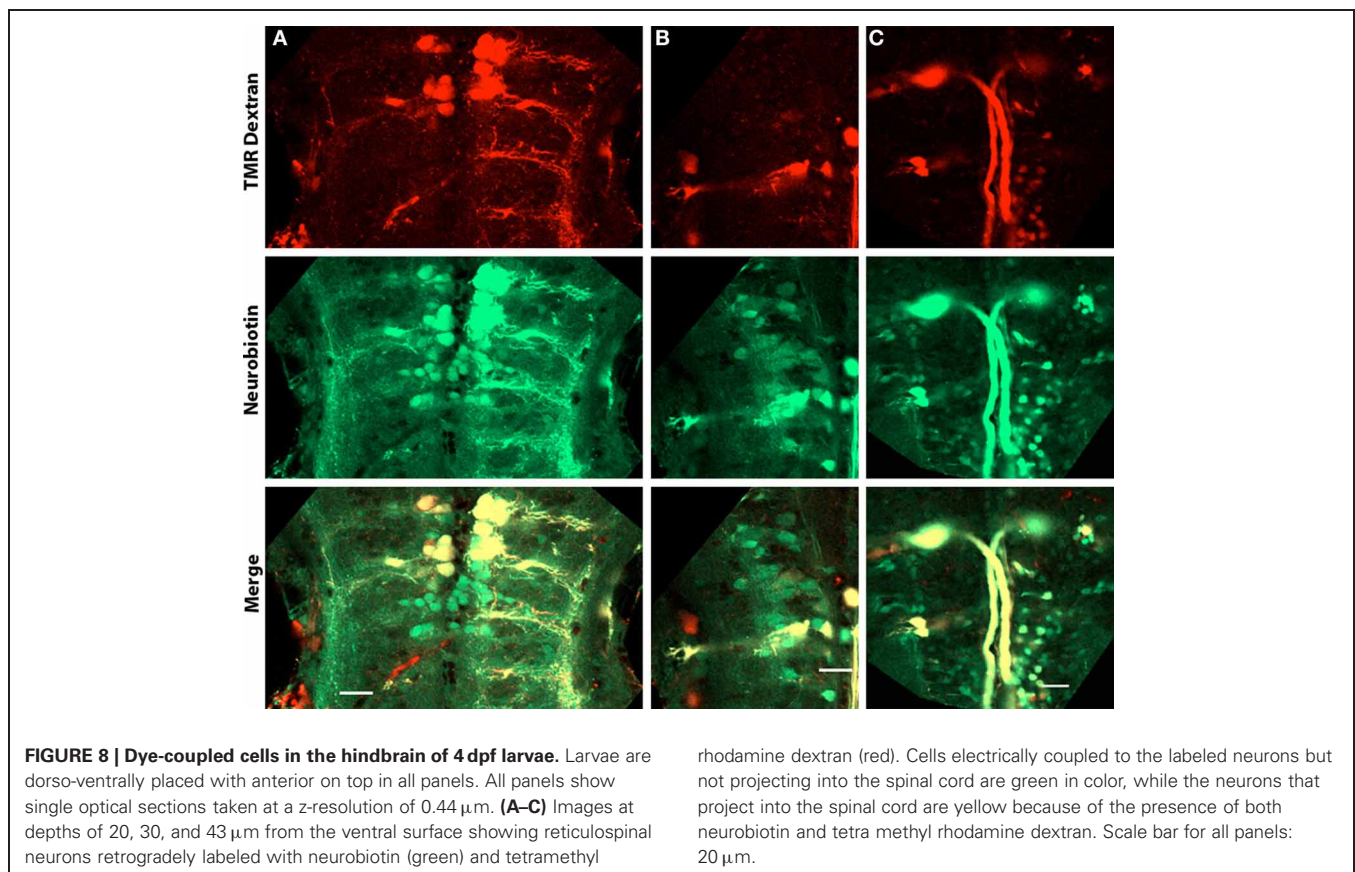 A
B
C
TMR Dextran
Neurobiotin
Merge
FIGURE 8 | Dye-coupled cells in the hindbrain of 4 dpf larvae. Larvae are
dorso-ventrally placed with anterior on top in all panels. All panels show
single optical sections taken at a z-resolution of 0.44 μm. (A–C) Images at
depths of 20, 30, and 43 μm from the ventral surface showing reticulospinal
neurons retrogradely labeled with neurobiotin (green) and tetramethyl
rhodamine dextran (red). Cells electrically coupled to the labeled neurons but
not projecting into the spinal cord are green in color, while the neurons that
project into the spinal cord are yellow because of the presence of both
neurobiotin and tetra methyl rhodamine dextran. Scale bar for all panels:
20 μm.